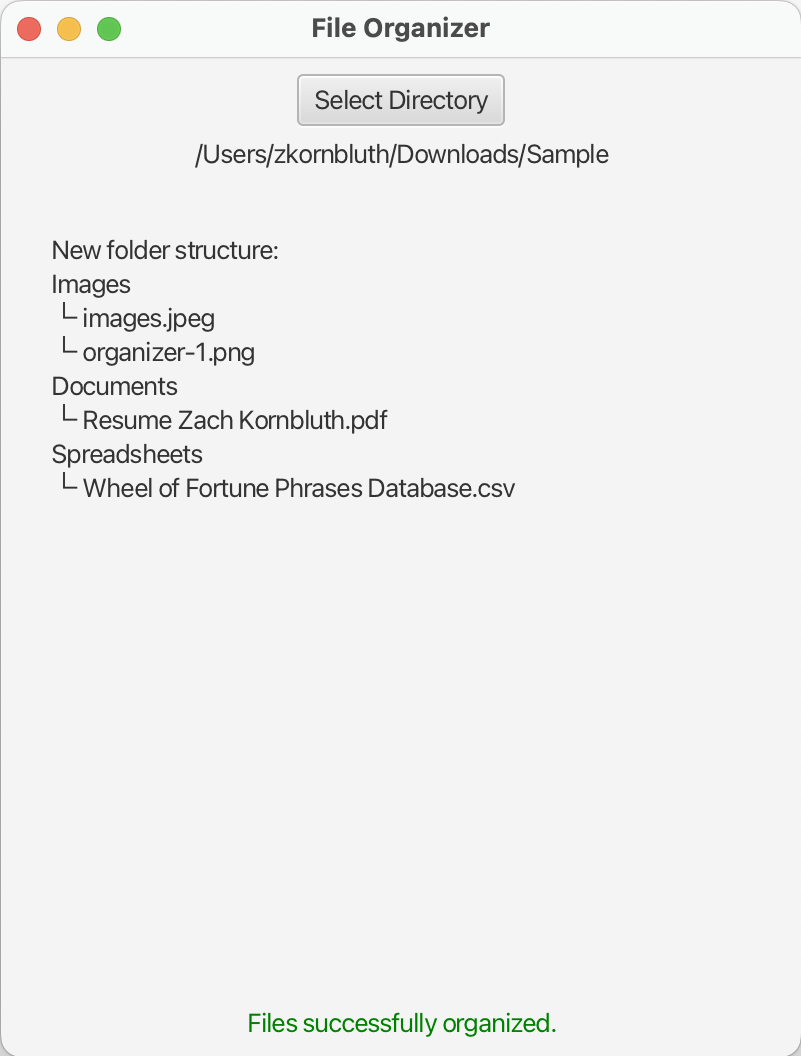 File Organizer
Select Directory
/Users/zkornbluth/Downloads/Sample
New folder structure:
Images
└ images.jpeg
└ organizer-1.png
Documents
└ Resume Zach Kornbluth.pdf
Spreadsheets
└ Wheel of Fortune Phrases Database.csv
Files successfully organized.